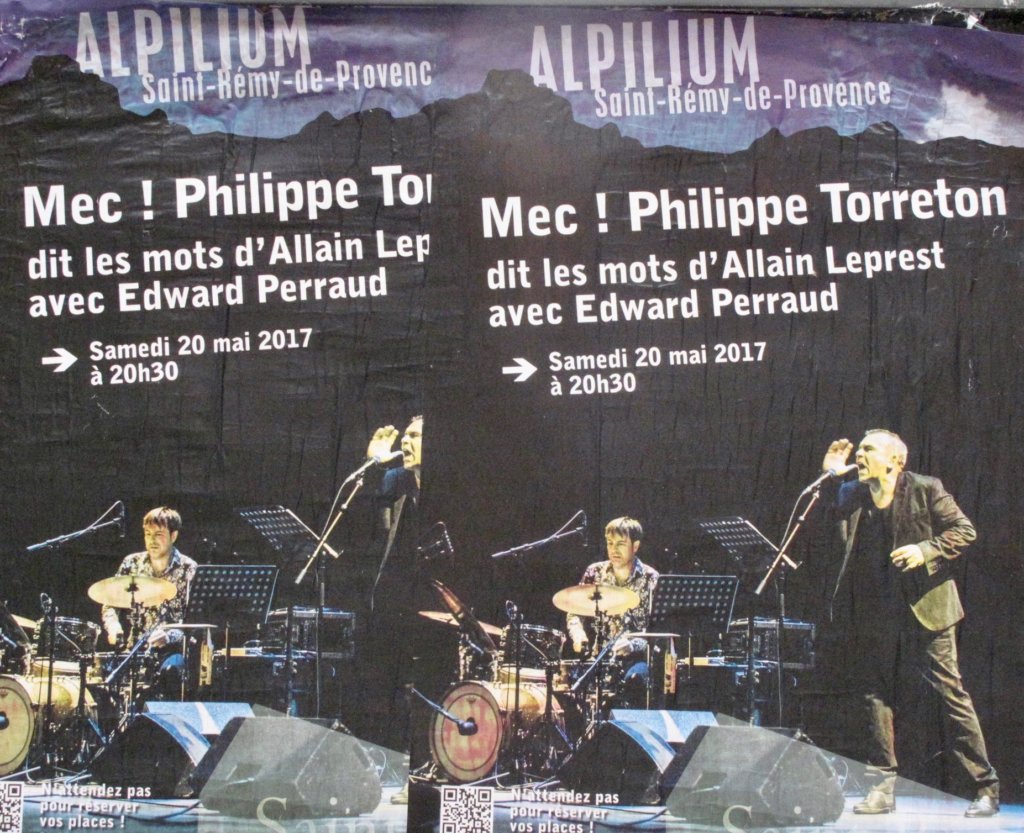 ALPILIUM
Saint-Rémy-de-Provenc
Mec ! Philippe To
dit les mots d'Allain Lep
avec Edward Perraud
Samedi 20 mai 2017
à 20h30
N'attendez pas
pour réserver
vos places !
ALPILIUM
Saint-Rémy-de-Provence
Mec ! Philippe Torreton
dit les mots d'Allain Leprest
avec Edward Perraud
Samedi 20 mai 2017
à 20h30
N'attendez pas
pour réserver
vos places !